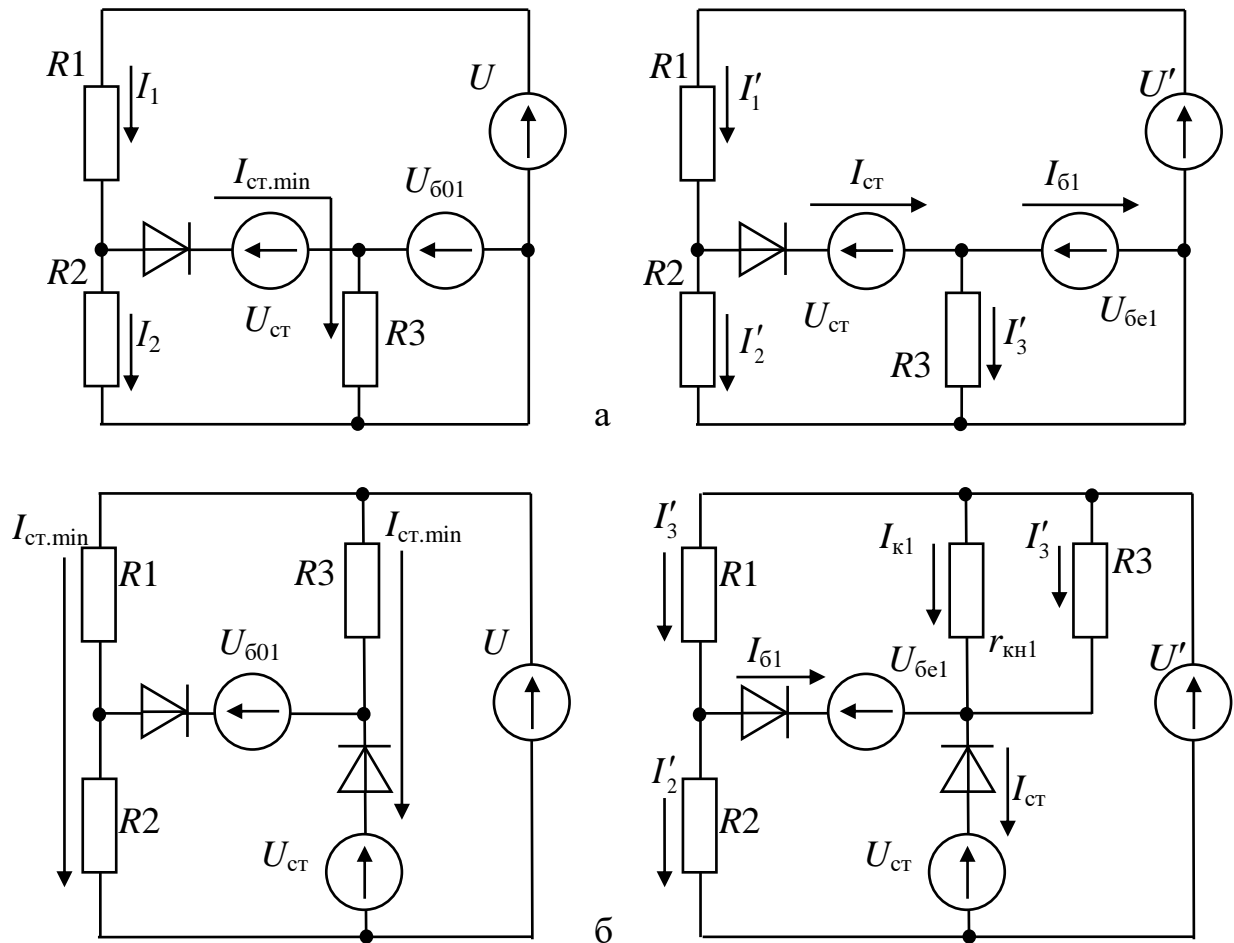 R1
I₁
U
Iст.min
Uб01
R2
I₂
Uст
R3
R1
I′₁
U′
Iст
Iб1
R2
I′₂
Uст
R3
I′₃
Uбе1
а
Iст.min
R1
R3
Iст.min
Uб01
U
R2
Uст
I′₃
R1
Iк1
I′₃
R3
Iб1
Uбе1
rкн1
U′
I′₂
R2
Iст
Uст
б